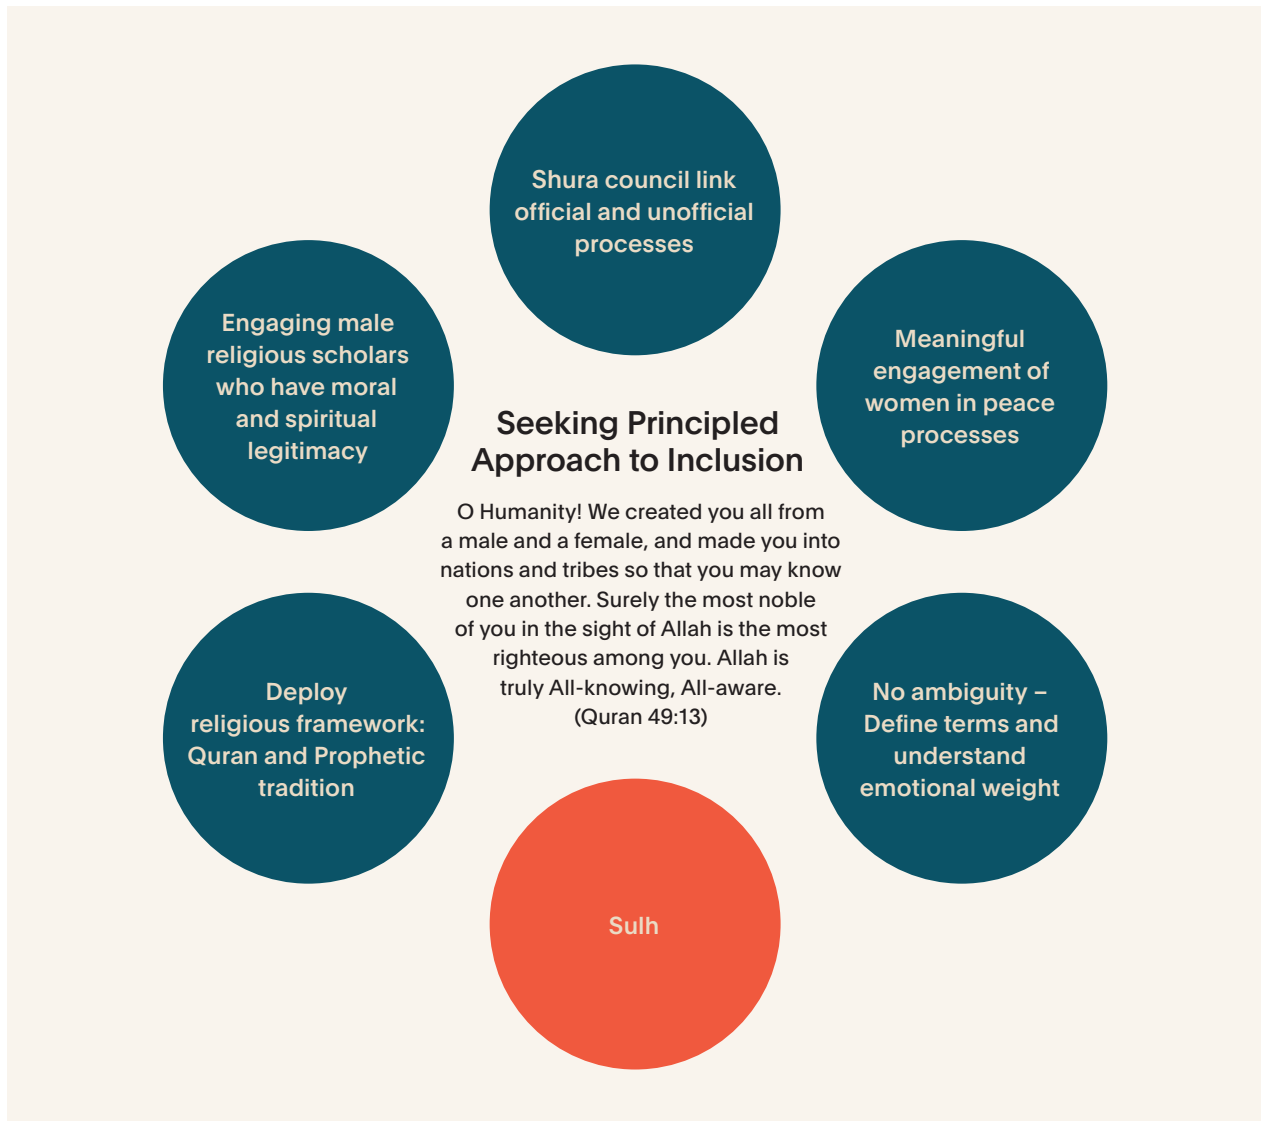 Shura council link
official and unofficial
processes
Engaging male
religious scholars
who have moral
and spiritual
legitimacy
Meaningful
engagement of
women in peace
processes
Seeking Principled
Approach to Inclusion
O Humanity! We created you all from
a male and a female, and made you into
nations and tribes so that you may know
one another. Surely the most noble
of you in the sight of Allah is the most
righteous among you. Allah is
truly All-knowing, All-aware.
(Quran 49:13)
Deploy
religious framework:
Quran and Prophetic
tradition
No ambiguity –
Define terms and
understand
emotional weight
Sulh